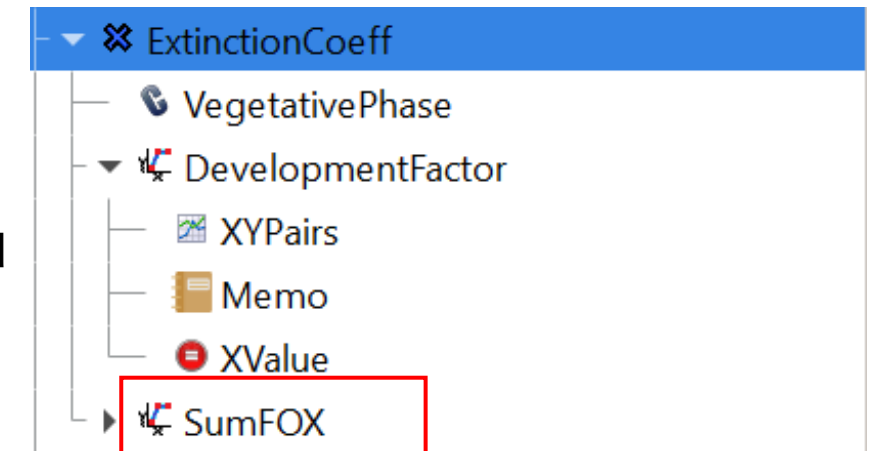 ExtinctionCoeff
VegetativePhase
DevelopmentFactor
XYPairs
Memo
XValue
SumFOX